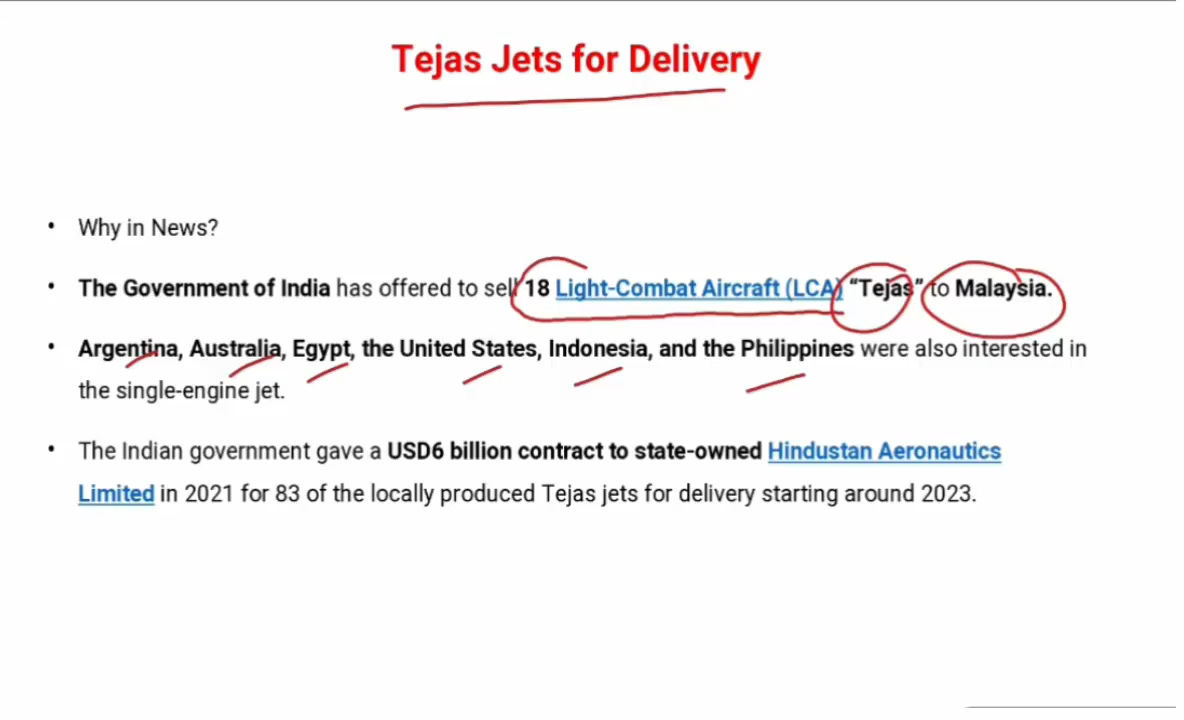 Tejas Jets for Delivery
• Why in News?
• The Government of India has offered to sell 18 Light-Combat Aircraft (LCA) “Tejas” to Malaysia.
• Argentina, Australia, Egypt, the United States, Indonesia, and the Philippines were also interested in
the single-engine jet.
• The Indian government gave a USD6 billion contract to state-owned Hindustan Aeronautics
Limited in 2021 for 83 of the locally produced Tejas jets for delivery starting around 2023.